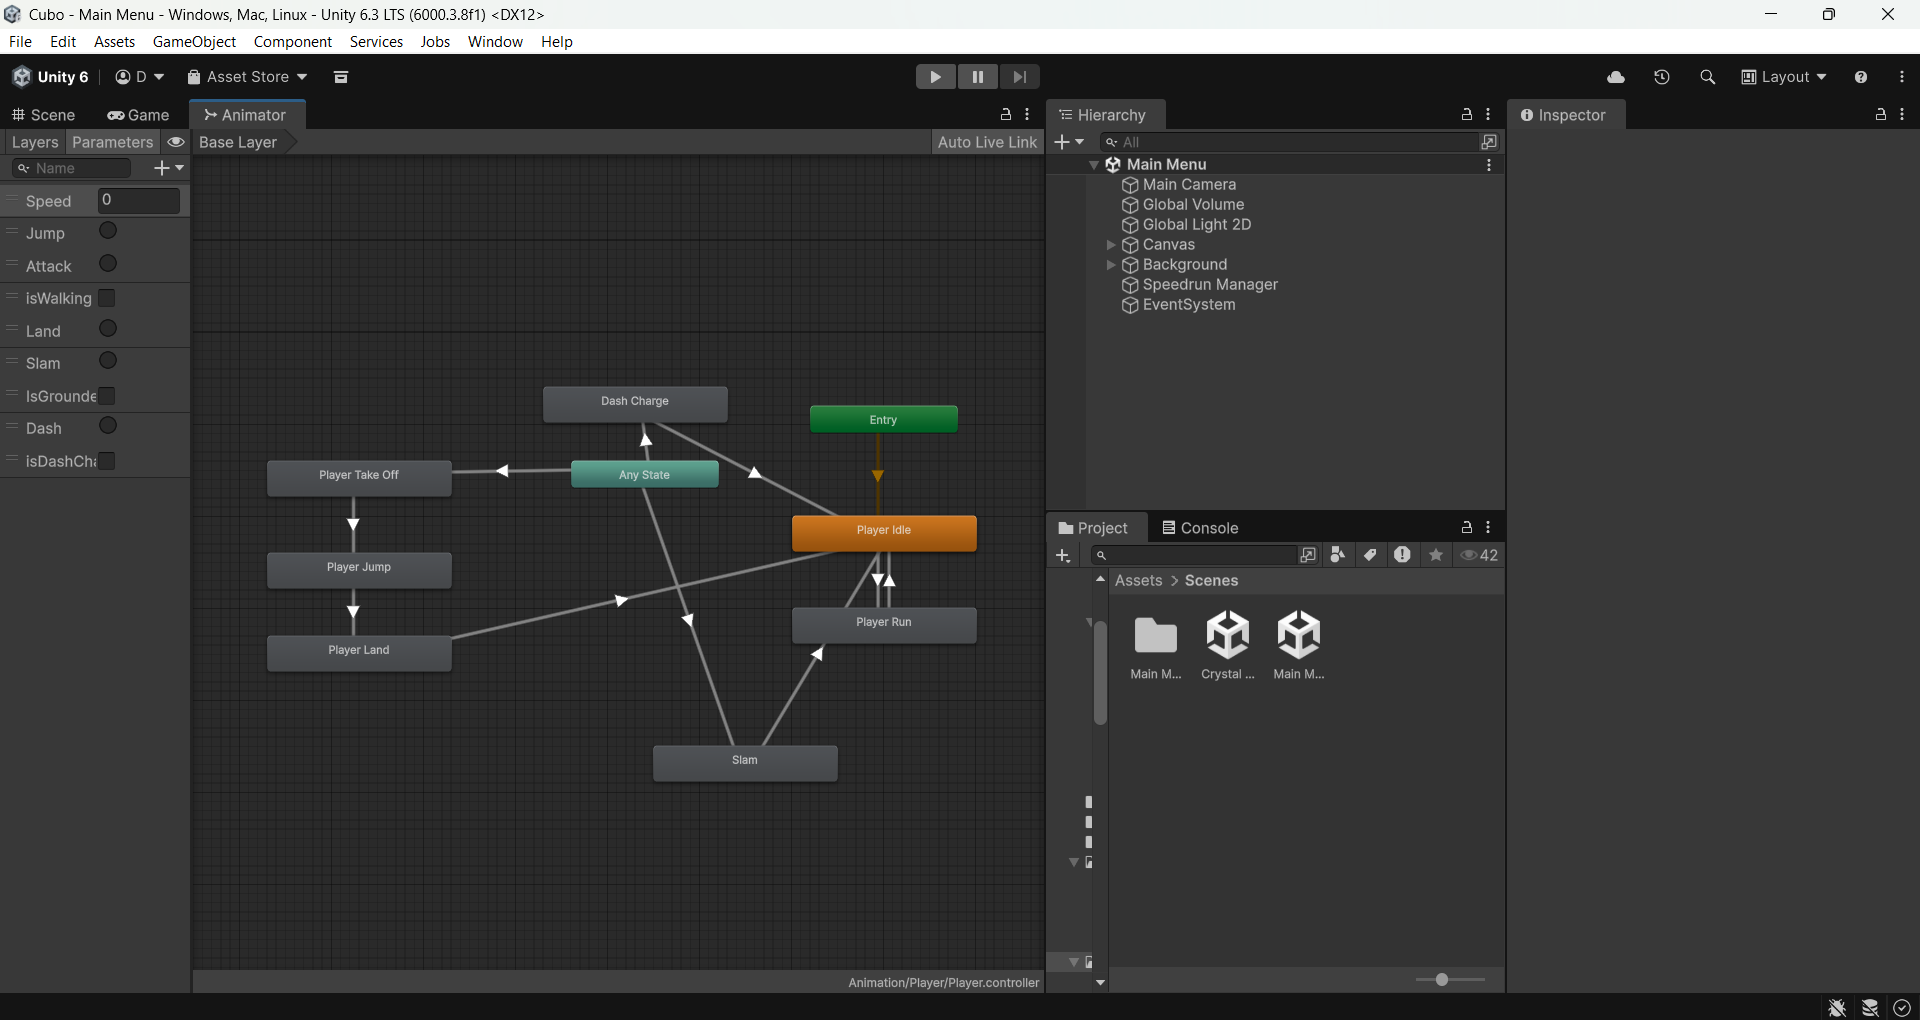 Cubo - Main Menu - Windows, Mac, Linux - Unity 6.3 LTS (6000.3.8f1) <DX12>
File Edit Assets GameObject Component Services Jobs Window Help
Unity 6 D Asset Store Layout
Scene Game Animator
Layers Parameters Base Layer Auto Live Link
Name
Speed 0
Jump
Attack
isWalking
Land
Slam
IsGrounde
Dash
isDashCha
Dash Charge
Entry
Player Take Off
Any State
Player Idle
Player Jump
Player Run
Player Land
Slam
Animation/Player/Player.controller
Hierarchy
All
Main Menu
Main Camera
Global Volume
Global Light 2D
Canvas
Background
Speedrun Manager
EventSystem
Project Console
42
Assets > Scenes
Main M... Crystal ... Main M...
Inspector